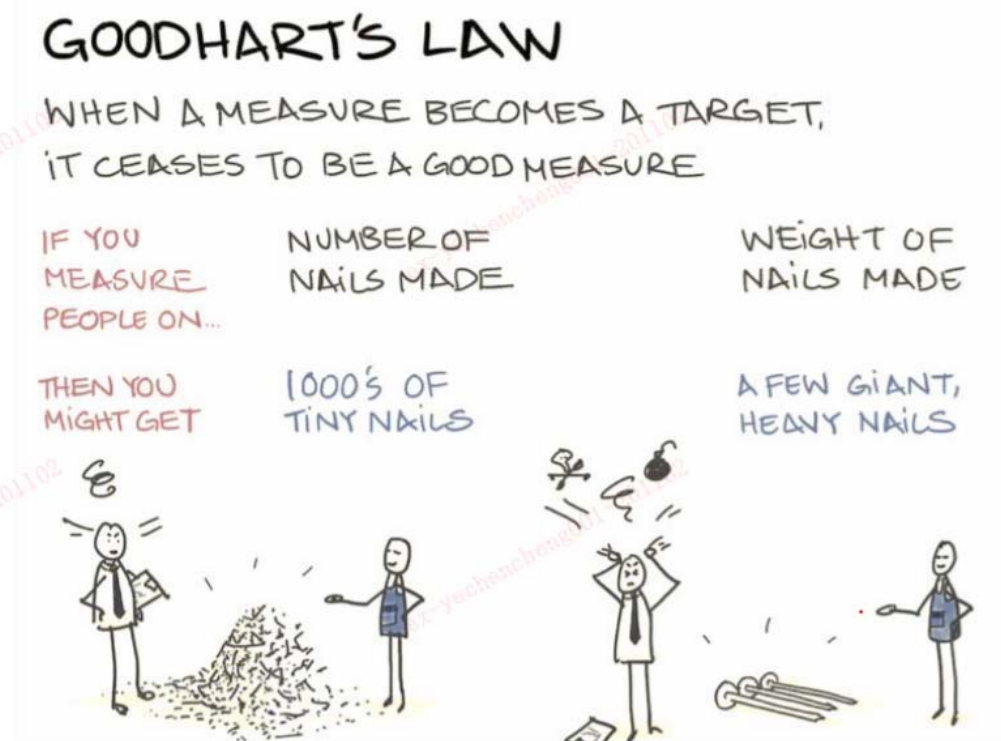 GOODHART'S LAW
WHEN A MEASURE BECOMES A TARGET,
IT CEASES TO BE A GOOD MEASURE
IF YOU
MEASURE
PEOPLE ON...
NUMBER OF
NAILS MADE
WEIGHT OF
NAILS MADE
THEN YOU
MIGHT GET
1000'S OF
TINY NAILS
A FEW GIANT,
HEAVY NAILS